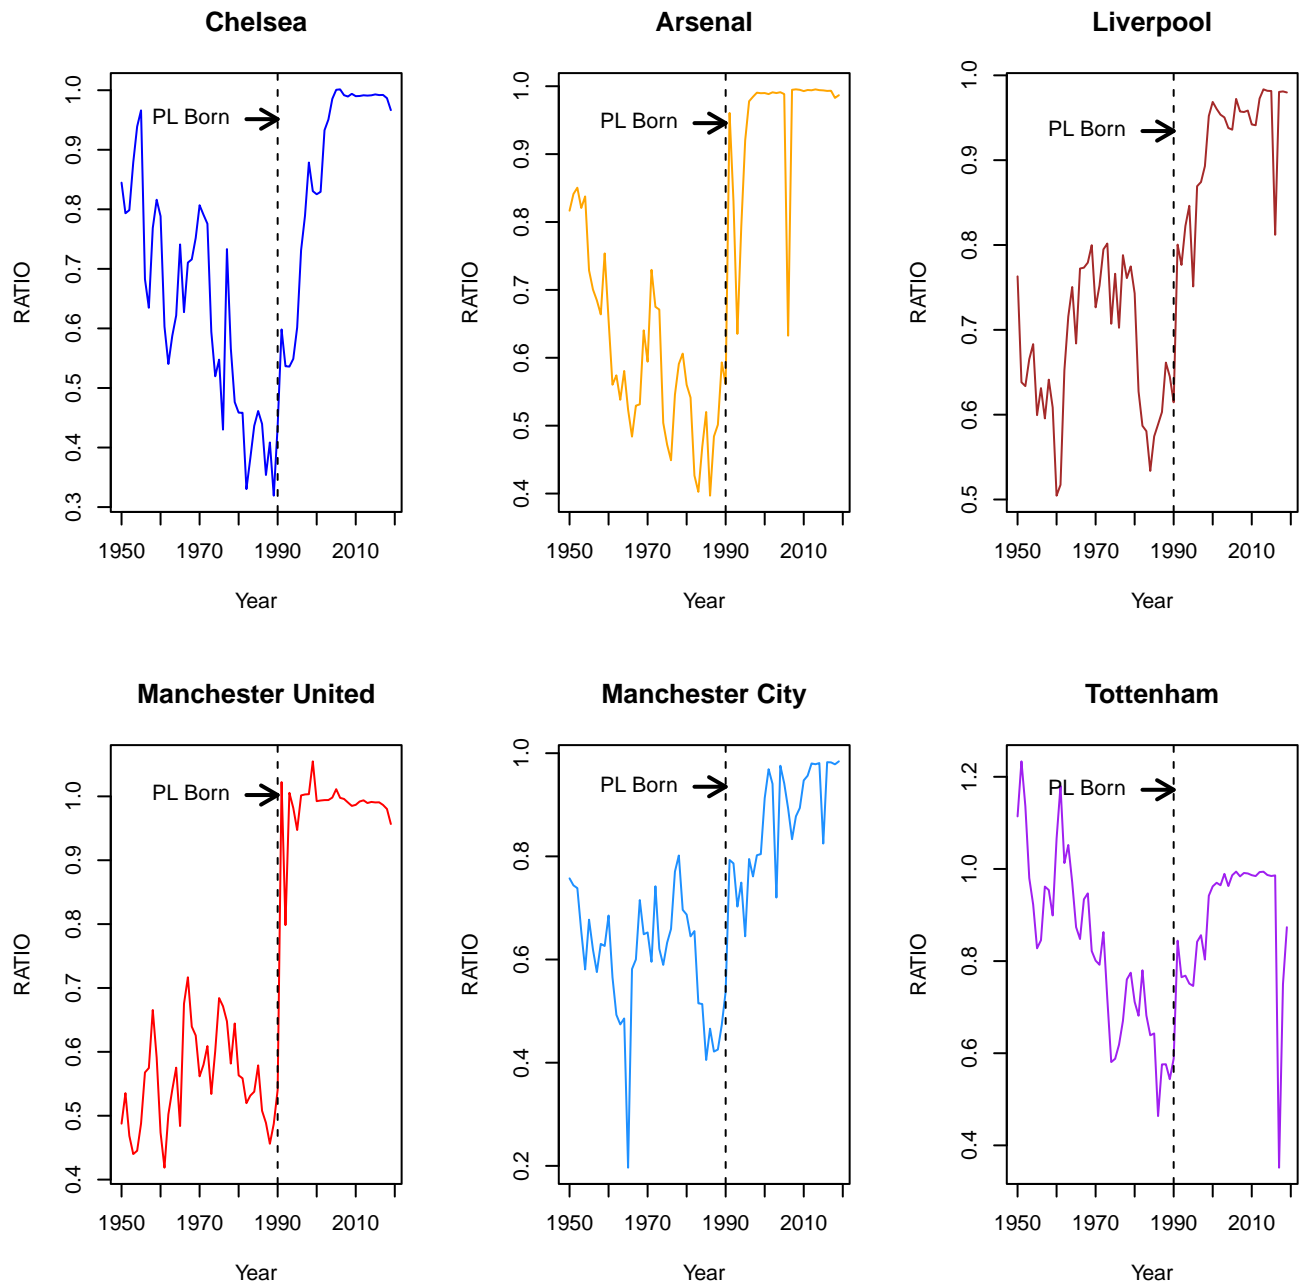 Chelsea
RATIO
1.0
0.9
0.8
0.7
0.6
0.5
0.4
0.3
PL Born
1950 1970 1990 2010
Year
Arsenal
RATIO
1.0
0.9
0.8
0.7
0.6
0.5
0.4
PL Born
1950 1970 1990 2010
Year
Liverpool
RATIO
1.0
0.9
0.8
0.7
0.6
0.5
PL Born
1950 1970 1990 2010
Year
Manchester United
RATIO
1.0
0.9
0.8
0.7
0.6
0.5
0.4
PL Born
1950 1970 1990 2010
Year
Manchester City
RATIO
1.0
0.8
0.6
0.4
0.2
PL Born
1950 1970 1990 2010
Year
Tottenham
RATIO
1.2
1.0
0.8
0.6
0.4
PL Born
1950 1970 1990 2010
Year